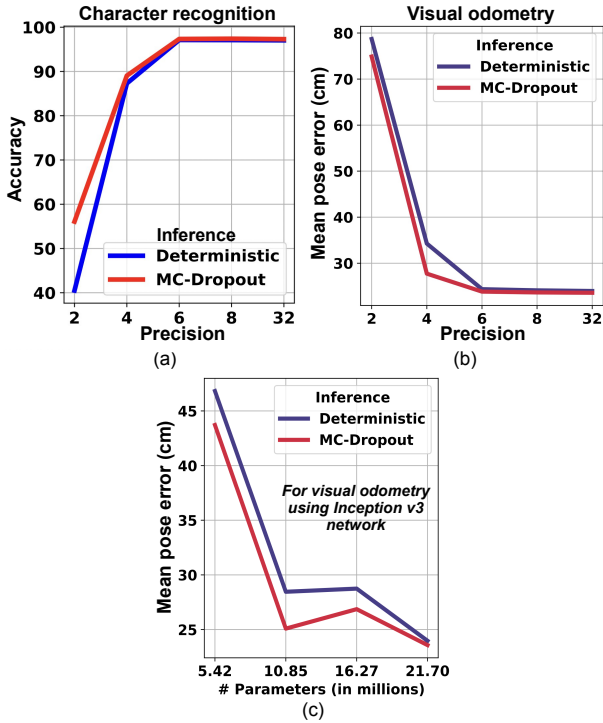 Character recognition
100
90
80
70
60
50
40
Accuracy
Inference
Deterministic
MC-Dropout
2 4 6 8 32
Precision
(a)
Visual odometry
80
70
60
50
40
30
Mean pose error (cm)
Inference
Deterministic
MC-Dropout
2 4 6 8 32
Precision
(b)
45
40
35
30
25
Mean pose error (cm)
Inference
Deterministic
MC-Dropout
For visual odometry
using Inception v3
network
5.42 10.85 16.27 21.70
# Parameters (in millions)
(c)